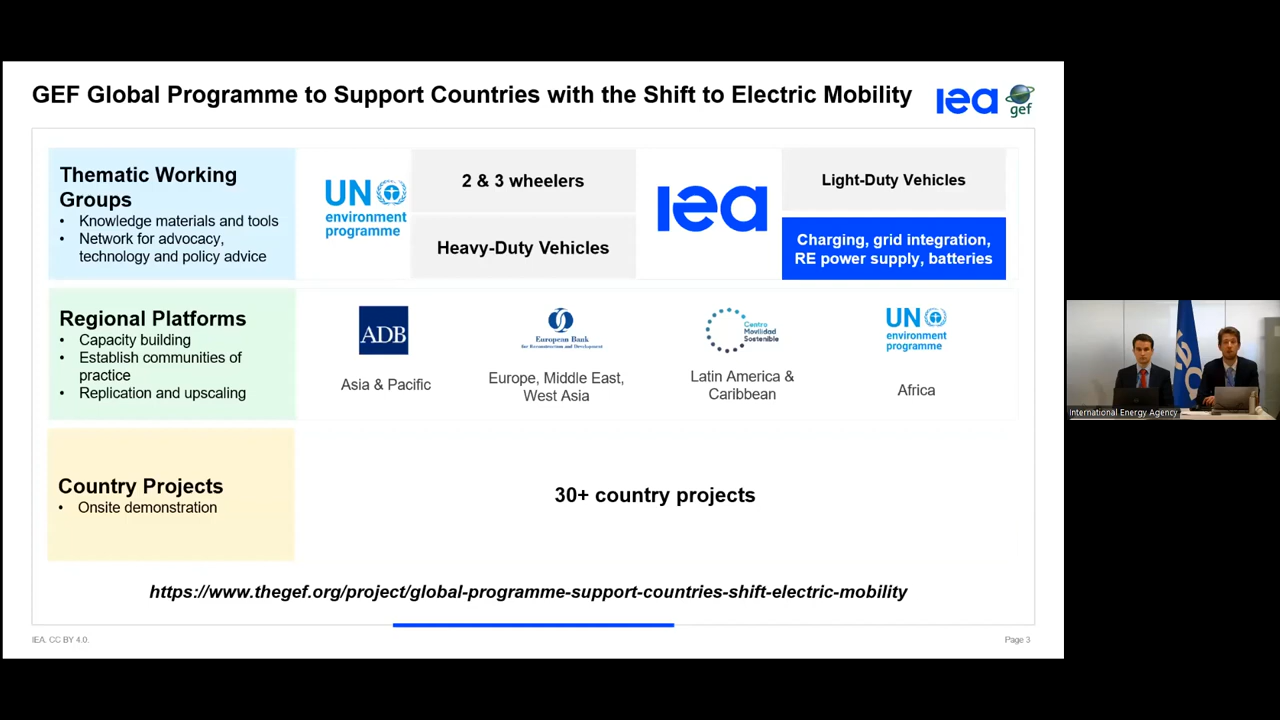 GEF Global Programme to Support Countries with the Shift to Electric Mobility
iea
gef
Thematic Working
Groups
• Knowledge materials and tools
• Network for advocacy,
technology and policy advice
UN
environment
programme
2 & 3 wheelers
Heavy-Duty Vehicles
iea
Light-Duty Vehicles
Charging, grid integration,
RE power supply, batteries
Regional Platforms
• Capacity building
• Establish communities of
practice
• Replication and upscaling
ADB
Asia & Pacific
European Bank
for Reconstruction and Development
Europe, Middle East,
West Asia
Centro
Movilidad
Sostenible
Latin America &
Caribbean
UN
environment
programme
Africa
Country Projects
• Onsite demonstration
30+ country projects
https://www.thegef.org/project/global-programme-support-countries-shift-electric-mobility
IEA. CC BY 4.0.
Page 3
International Energy Agency